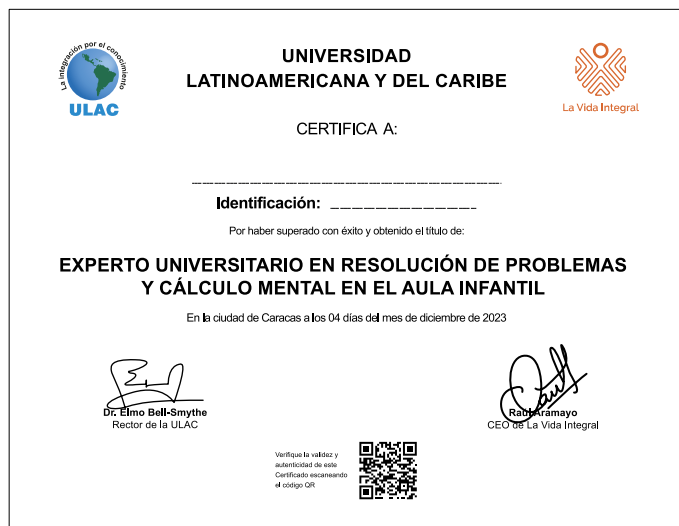 La integración por el conocimiento
ULAC
UNIVERSIDAD
LATINOAMERICANA Y DEL CARIBE
La Vida Integral
CERTIFICA A:
Identificación:
Por haber superado con éxito y obtenido el título de:
EXPERTO UNIVERSITARIO EN RESOLUCIÓN DE PROBLEMAS
Y CÁLCULO MENTAL EN EL AULA INFANTIL
En la ciudad de Caracas a los 04 días del mes de diciembre de 2023
Dr. Elmo Bell-Smythe
Rector de la ULAC
Raúl Aramayo
CEO de La Vida Integral
Verifique la validez y
autenticidad de este
Certificado escaneando
el código QR